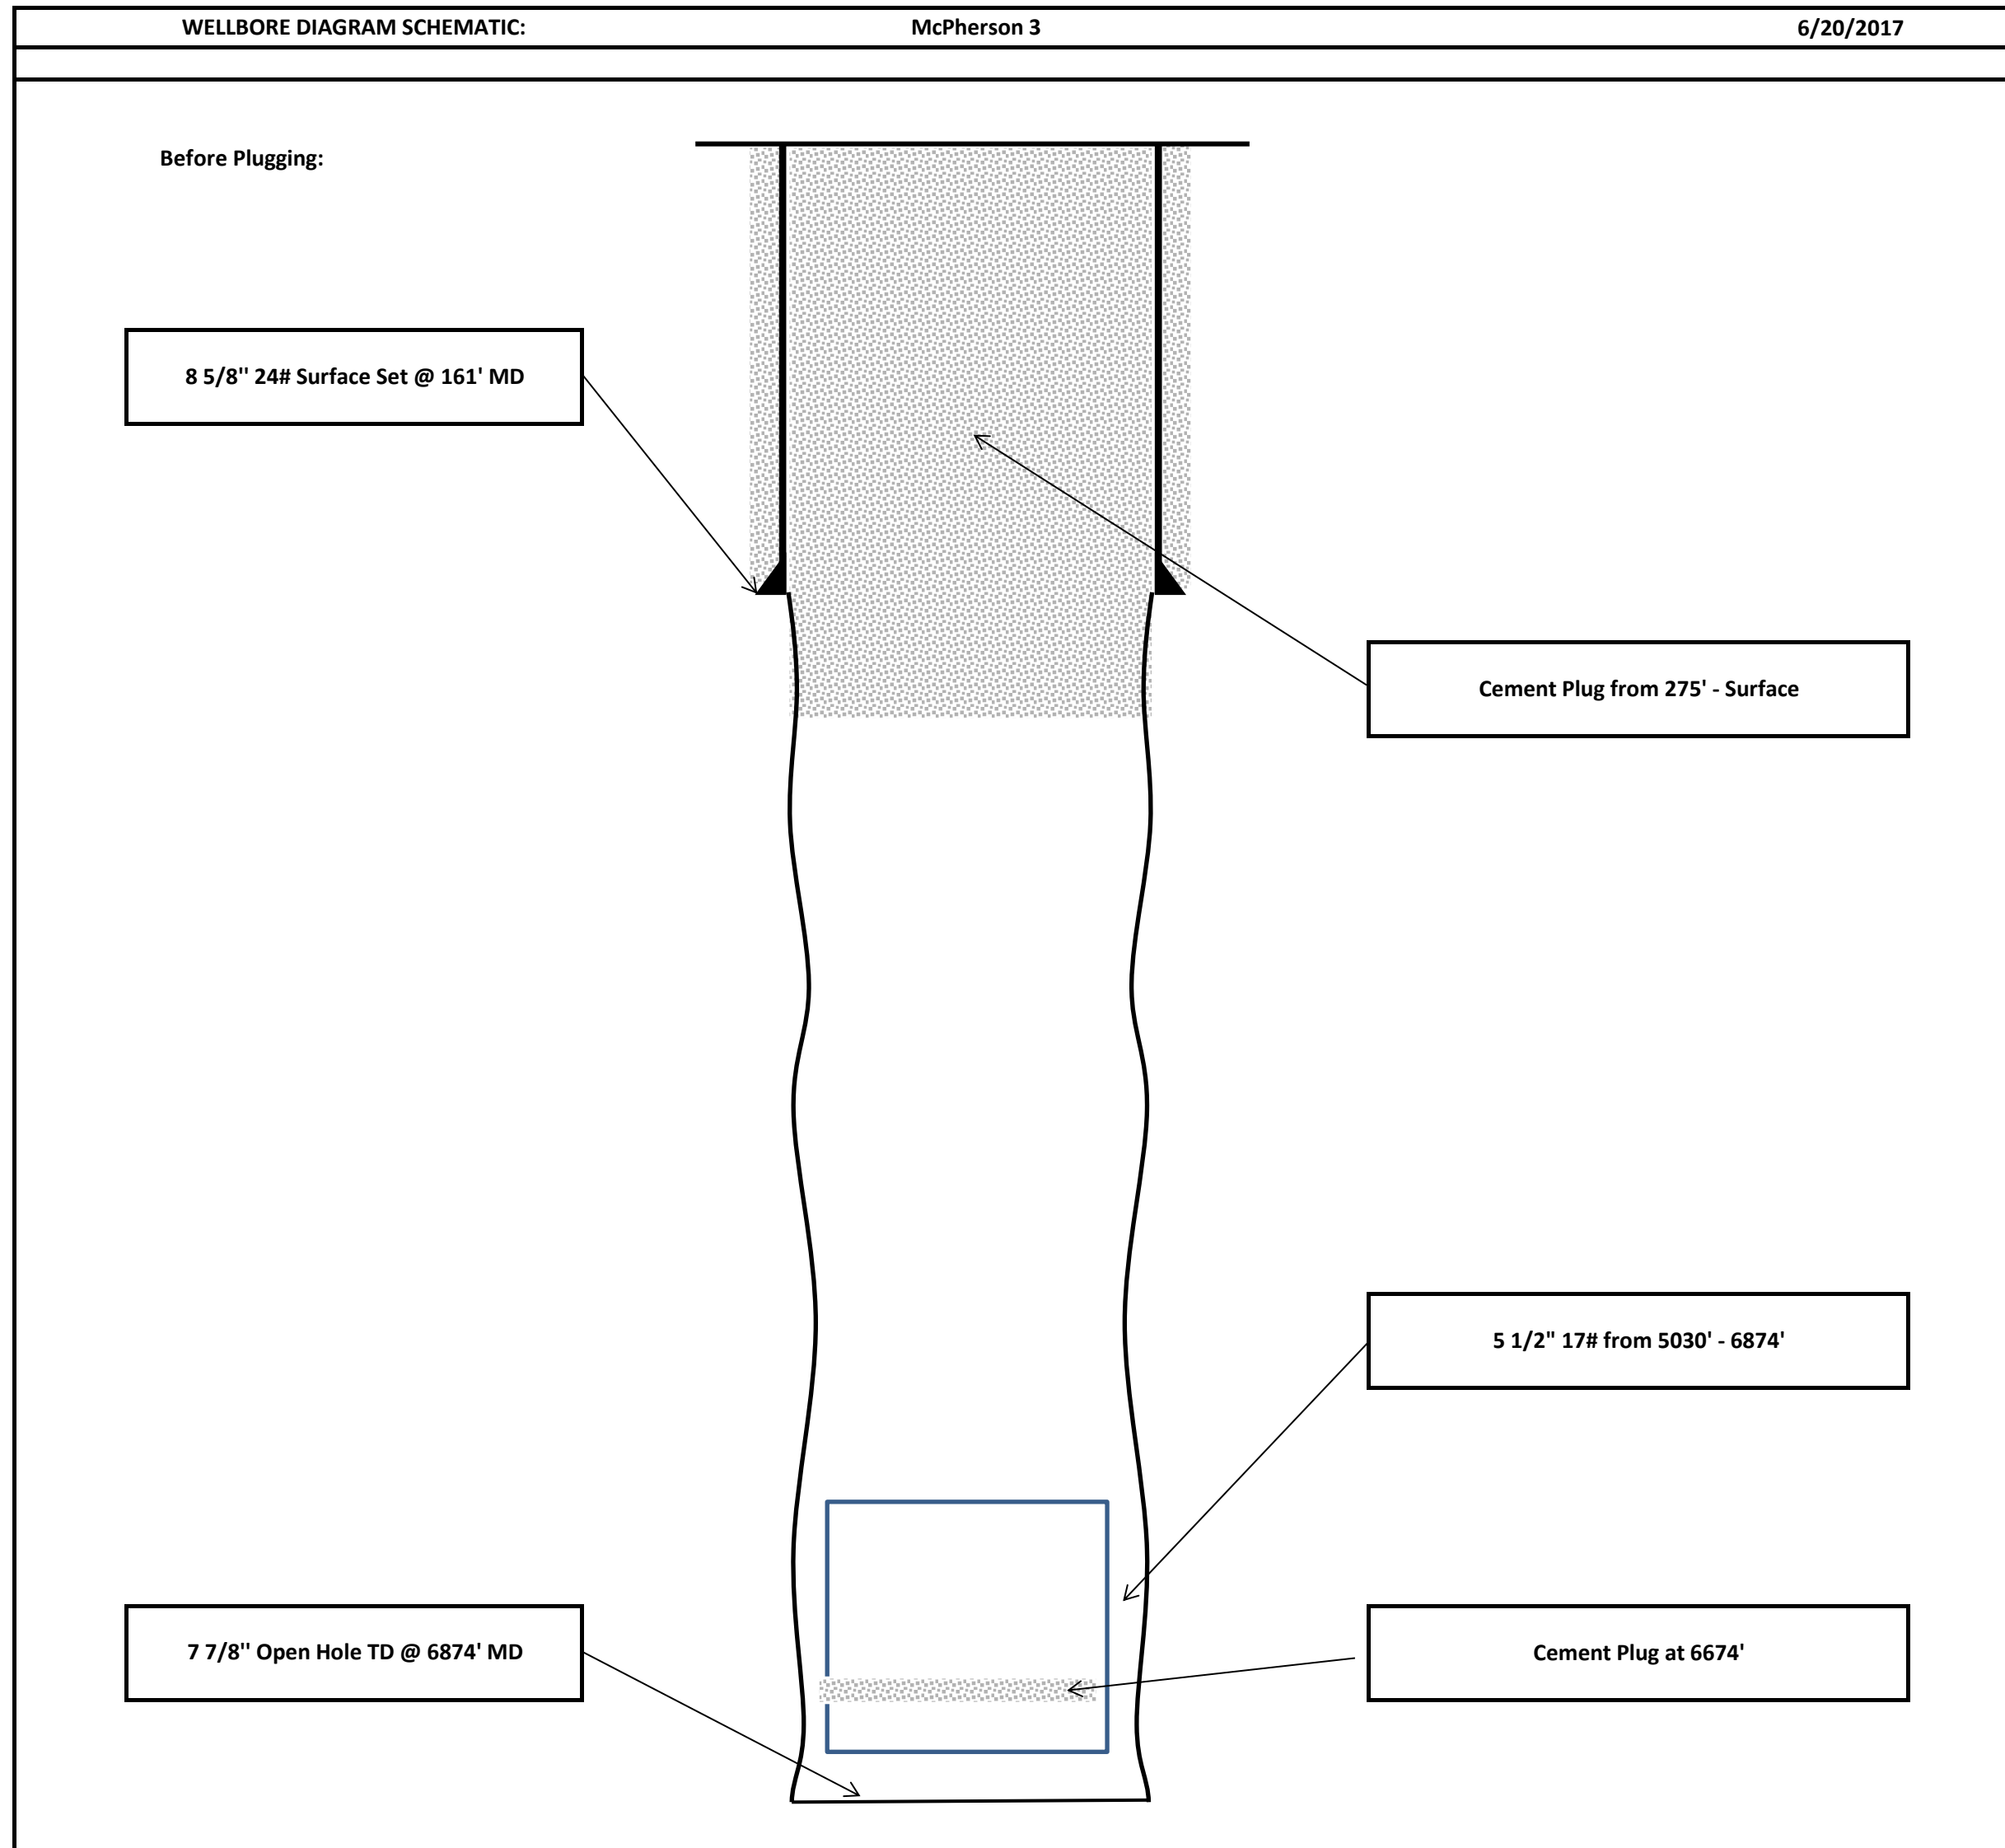 WELLBORE DIAGRAM SCHEMATIC: McPherson 3 6/20/2017
Before Plugging:
8 5/8'' 24# Surface Set @ 161' MD
Cement Plug from 275' - Surface
5 1/2" 17# from 5030' - 6874'
7 7/8'' Open Hole TD @ 6874' MD
Cement Plug at 6674'